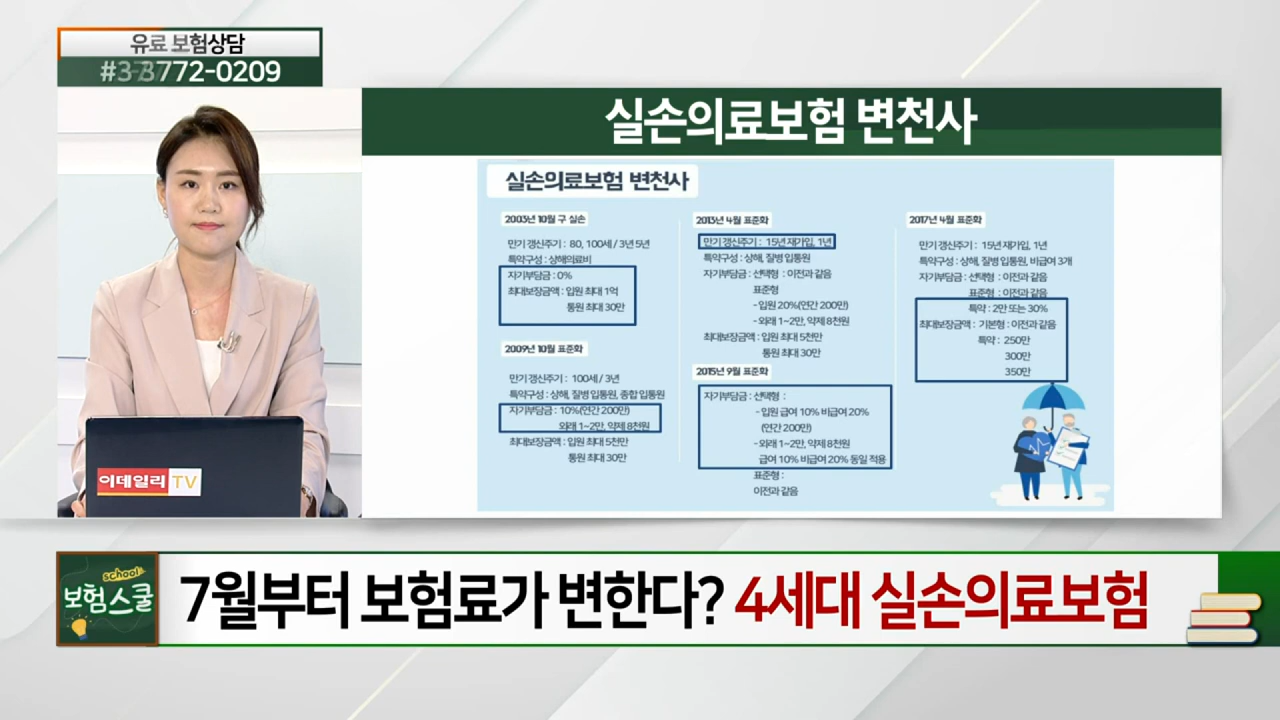 유료 보험상담
#3772-0209
실손의료보험 변천사
실손의료보험 변천사
2003년 10월 구 실손
만기 갱신주기 : 80, 100세 / 3년 5년
특약구성 : 상해의료비
자기부담금 : 0%
최대보장금액 : 입원 최대 1억
통원 최대 30만
2009년 10월 표준화
만기 갱신주기 : 100세 / 3년
특약구성 : 상해, 질병 입통원, 종합 입통원
자기부담금 : 10%(연간 200만)
외래 1~2만, 약제 8천원
최대보장금액 : 입원 최대 5천만
통원 최대 30만
2013년 4월 표준화
만기 갱신주기 : 15년 재가입, 1년
특약구성 : 상해, 질병 입통원
자기부담금 : 선택형 : 이전과 같음
표준형
- 입원 20%(연간 200만)
- 외래 1~2만, 약제 8천원
최대보장금액 : 입원 최대 5천만
통원 최대 30만
2015년 9월 표준화
자기부담금 : 선택형 :
- 입원 급여 10% 비급여 20%
(연간 200만)
- 외래 1~2만, 약제 8천원
급여 10% 비급여 20% 동일 적용
표준형 :
이전과 같음
2017년 4월 표준화
만기 갱신주기 : 15년 재가입, 1년
특약구성 : 상해, 질병 입통원, 비급여 3개
자기부담금 : 선택형 : 이전과 같음
표준형 : 이전과 같음
특약 : 2만 또는 30%
최대보장금액 : 기본형 : 이전과 같음
특약 : 250만
300만
350만
이데일리 TV
school
보험스쿨
7월부터 보험료가 변한다? 4세대 실손의료보험